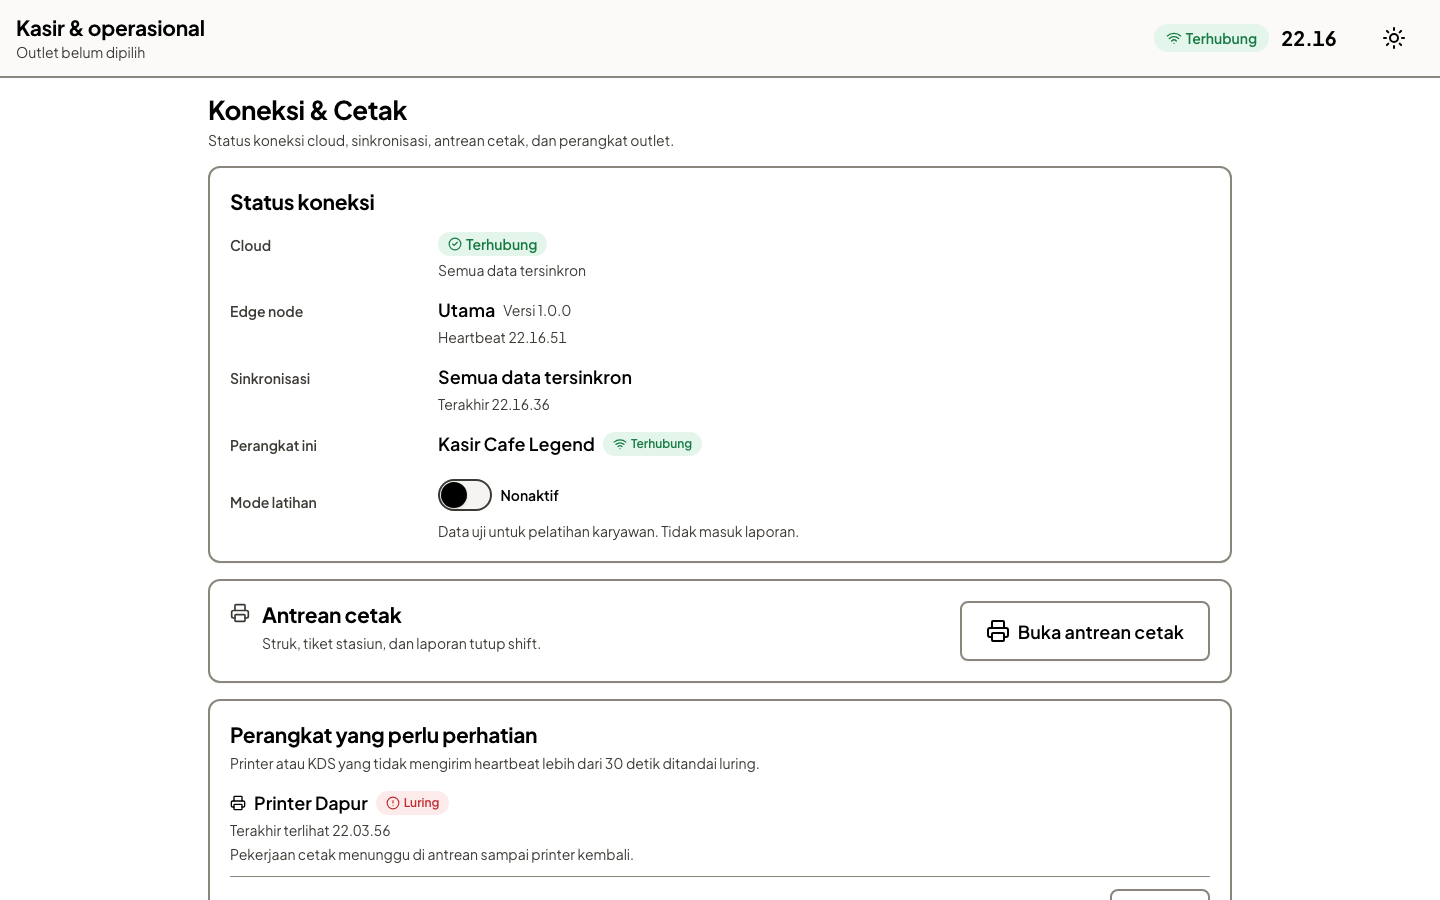 Kasir & operasional
Outlet belum dipilih
Terhubung 22.16
Koneksi & Cetak
Status koneksi cloud, sinkronisasi, antrean cetak, dan perangkat outlet.
Status koneksi
Cloud Terhubung
Semua data tersinkron
Edge node Utama Versi 1.0.0
Heartbeat 22.16.51
Sinkronisasi Semua data tersinkron
Terakhir 22.16.36
Perangkat ini Kasir Cafe Legend Terhubung
Mode latihan Nonaktif
Data uji untuk pelatihan karyawan. Tidak masuk laporan.
Antrean cetak
Struk, tiket stasiun, dan laporan tutup shift.
Buka antrean cetak
Perangkat yang perlu perhatian
Printer atau KDS yang tidak mengirim heartbeat lebih dari 30 detik ditandai luring.
Printer Dapur Luring
Terakhir terlihat 22.03.56
Pekerjaan cetak menunggu di antrean sampai printer kembali.